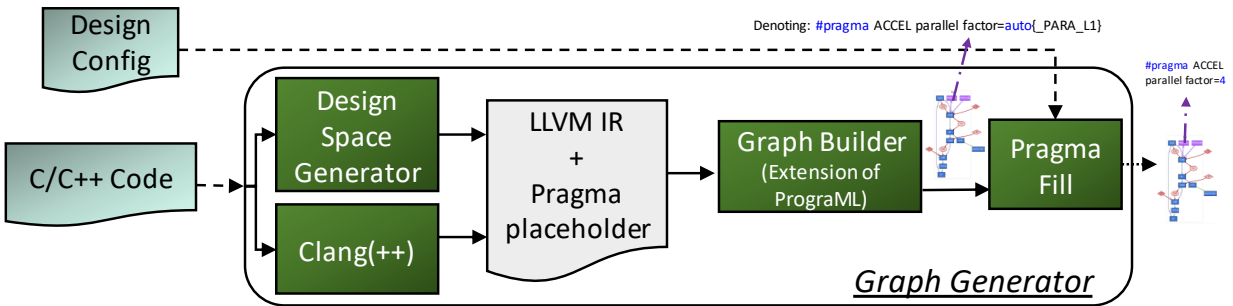 Design
Config
Denoting: #pragma ACCEL parallel factor=auto{_PARA_L1}
#pragma ACCEL
parallel factor=4
C/C++ Code
Design
Space
Generator
Clang(++)
LLVM IR
+
Pragma
placeholder
Graph Builder
(Extension of
PrograML)
Pragma
Fill
Graph Generator